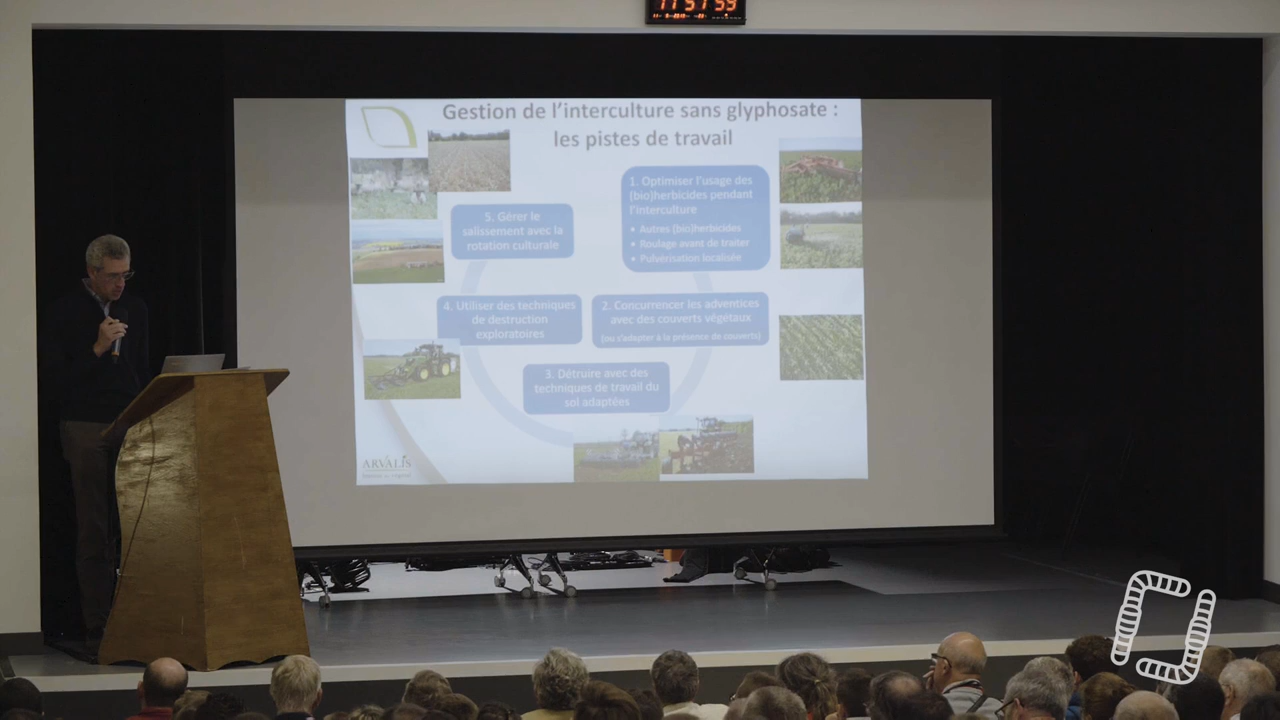 11:57:59
Gestion de l'interculture sans glyphosate :
les pistes de travail
1. Optimiser l'usage des
(bio)herbicides pendant
l'interculture
• Autres (bio)herbicides
• Roulage avant de traiter
• Pulvérisation localisée
5. Gérer le
salissement avec la
rotation culturale
4. Utiliser des techniques
de destruction
exploratoires
2. Concurrencer les adventices
avec des couverts végétaux
(ou s'adapter à la présence de couverts)
3. Détruire avec des
techniques de travail du
sol adaptées
ARVALIS